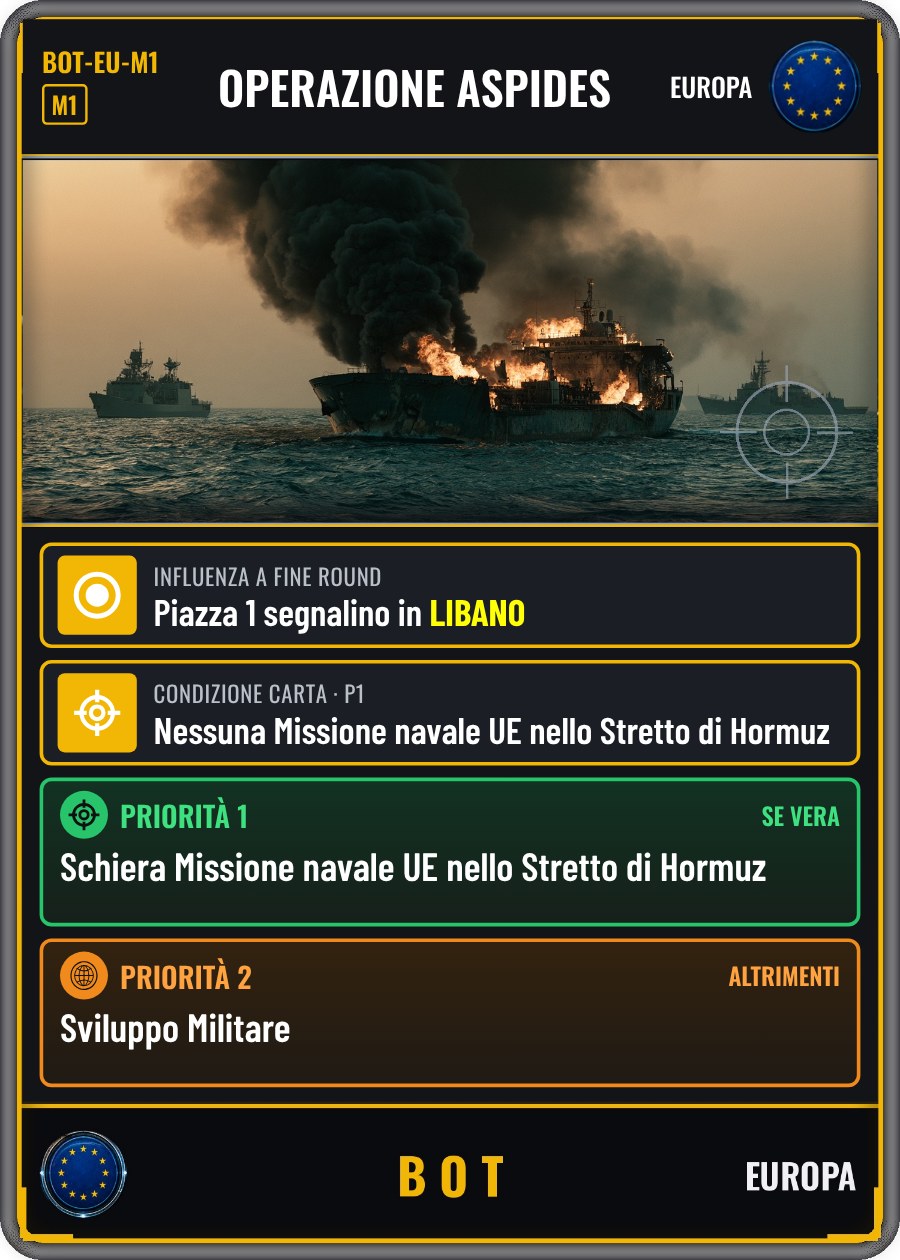 BOT-EU-M1
M1
OPERAZIONE ASPIDES
EUROPA
INFLUENZA A FINE ROUND
Piazza 1 segnalino in LIBANO
CONDIZIONE CARTA · P1
Nessuna Missione navale UE nello Stretto di Hormuz
PRIORITÀ 1
SE VERA
Schiera Missione navale UE nello Stretto di Hormuz
PRIORITÀ 2
ALTRIMENTI
Sviluppo Militare
BOT
EUROPA